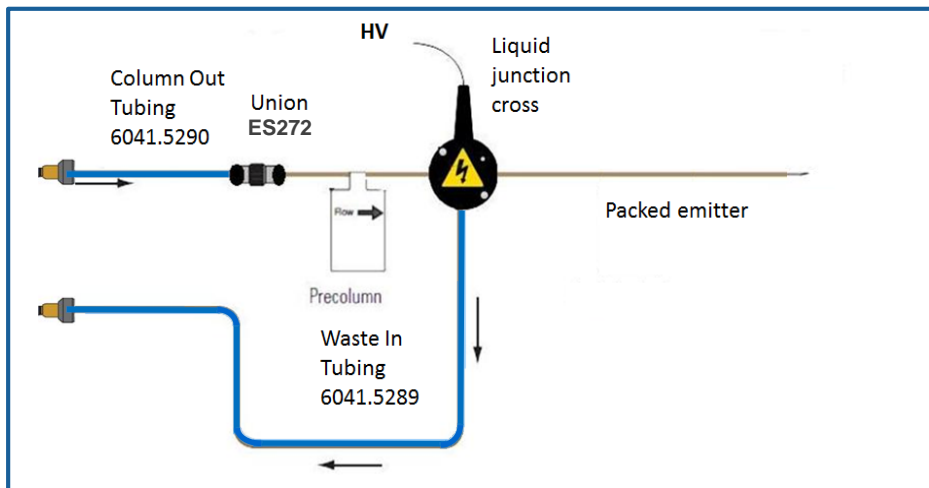 HV
Liquid
junction
cross
Column Out
Tubing
6041.5290
Union
ES272
Packed emitter
Flow
Precolumn
Waste In
Tubing
6041.5289